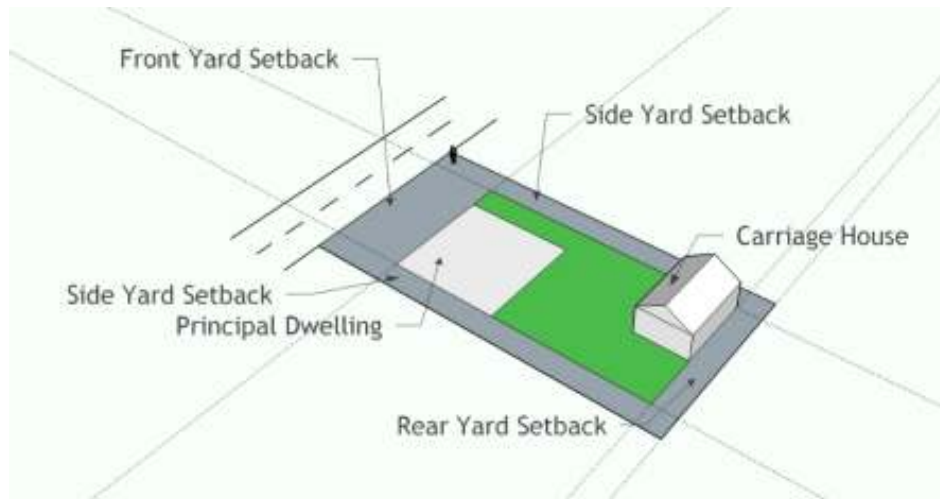 Front Yard Setback
Side Yard Setback
Carriage House
Side Yard Setback
Principal Dwelling
Rear Yard Setback